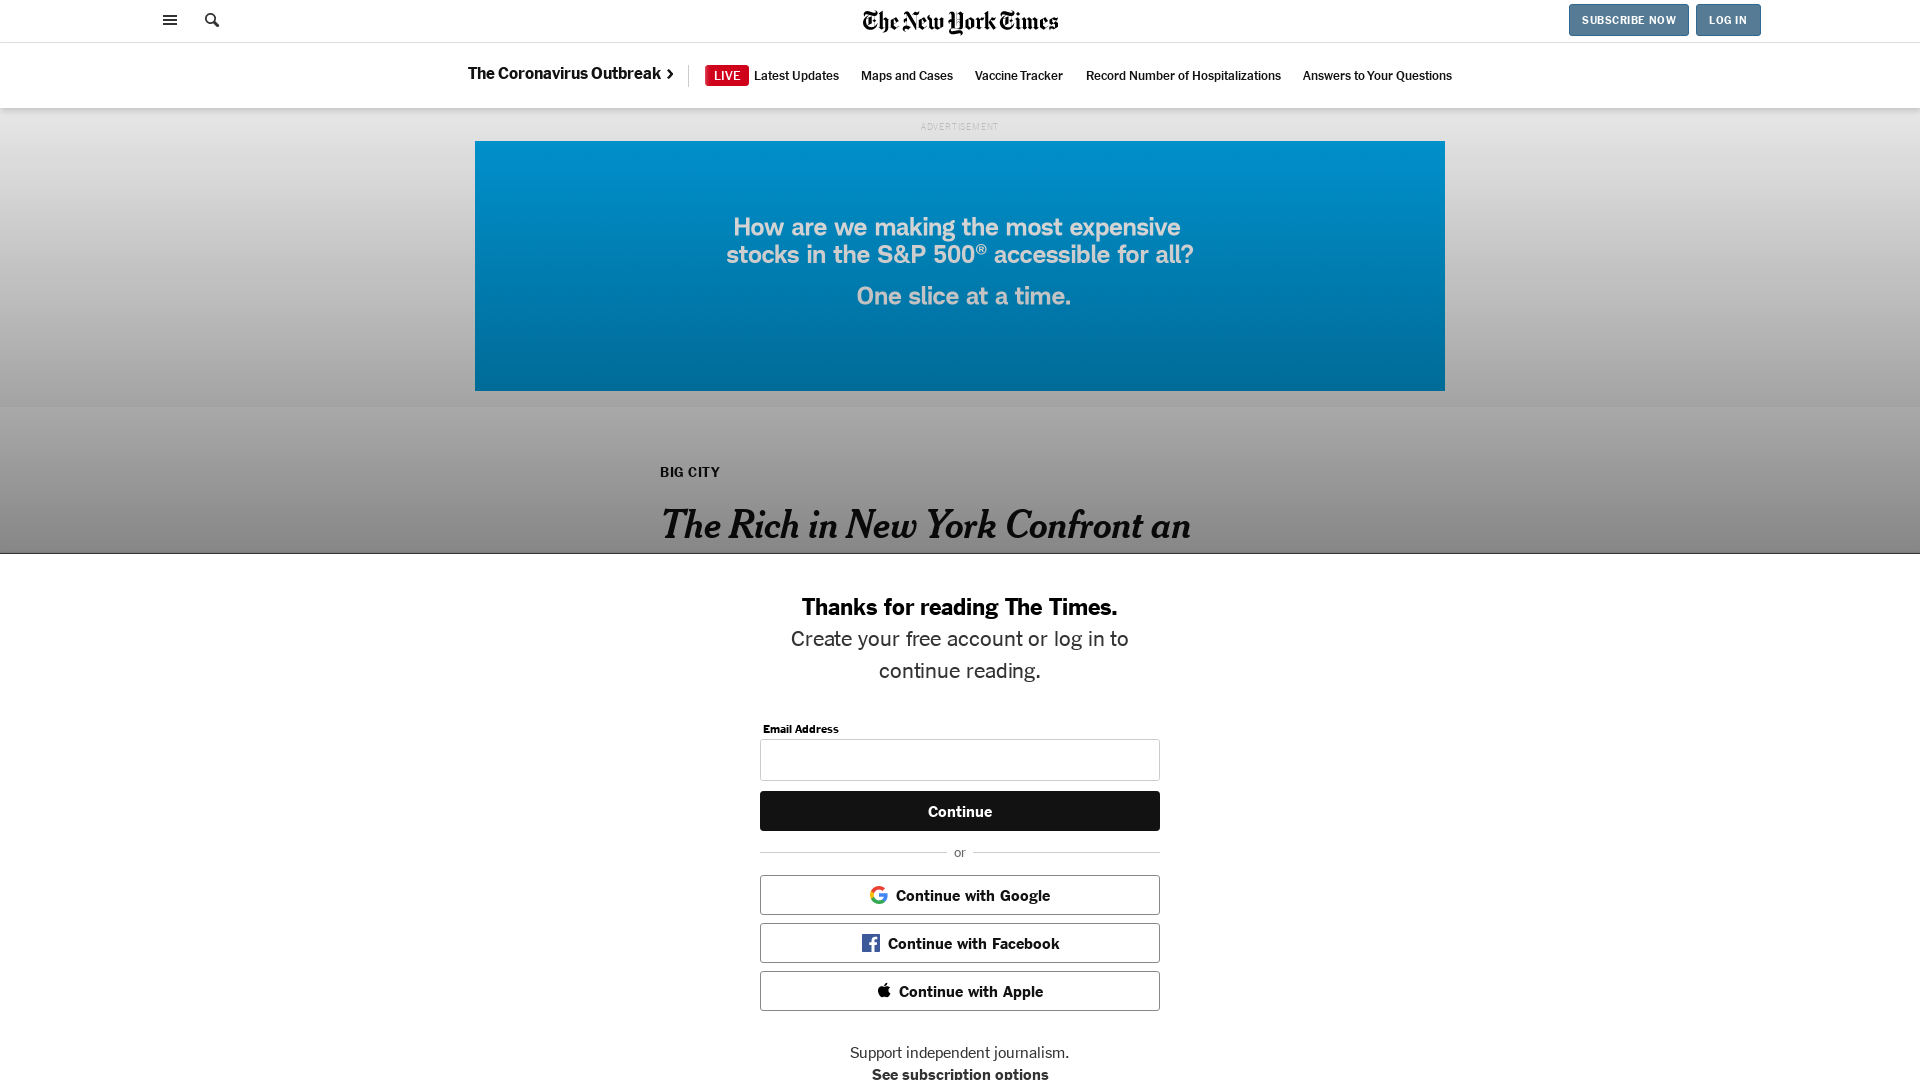 The New York Times
SUBSCRIBE NOW
LOG IN
The Coronavirus Outbreak
LIVE Latest Updates
Maps and Cases
Vaccine Tracker
Record Number of Hospitalizations
Answers to Your Questions
ADVERTISEMENT
How are we making the most expensive
stocks in the S&P 500® accessible for all?
One slice at a time.
BIG CITY
The Rich in New York Confront an
Thanks for reading The Times.
Create your free account or log in to
continue reading.
Email Address
Continue
or
Continue with Google
Continue with Facebook
Continue with Apple
Support independent journalism.
See subscription options